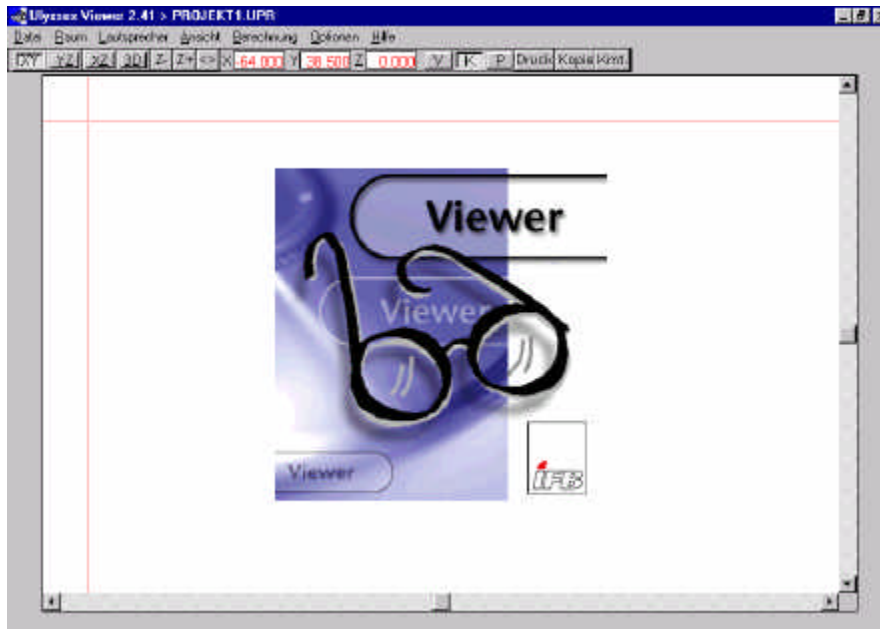 Ulysses Viewer 2.41 > PROJEKT1.UPR
Datei Raum Lautsprecher Ansicht Berechnung Optionen Hilfe
XY YZ XZ 3D Z- Z+ <> X -64.000 Y 38.500 Z 0.000 V K P Druck Kopie Kmt.
Viewer
Viewer
Viewer
IFB